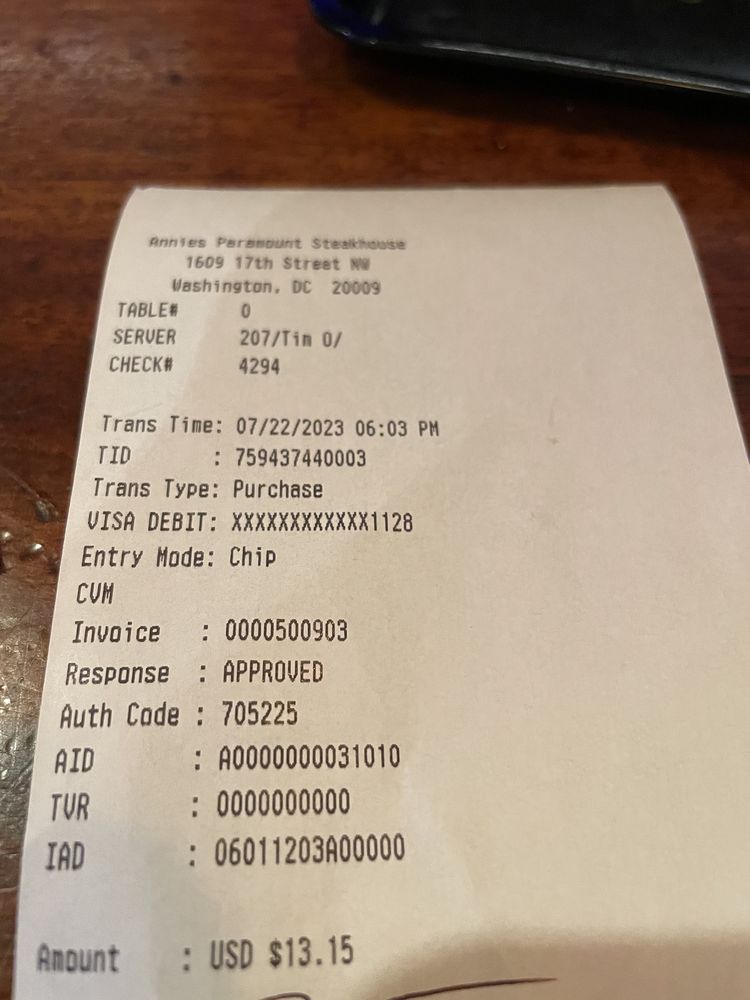 Annies Paramount Steakhouse
1609 17th Street NW
Washington, DC 20009
TABLE# 0
SERVER 207/Tim O/
CHECK# 4294
Trans Time: 07/22/2023 06:03 PM
TID : 759437440003
Trans Type: Purchase
VISA DEBIT: XXXXXXXXXXXX1128
Entry Mode: Chip
CVM
Invoice : 0000500903
Response : APPROVED
Auth Code : 705225
AID : A0000000031010
TVR : 0000000000
IAD : 06011203A00000
Amount : USD $13.15